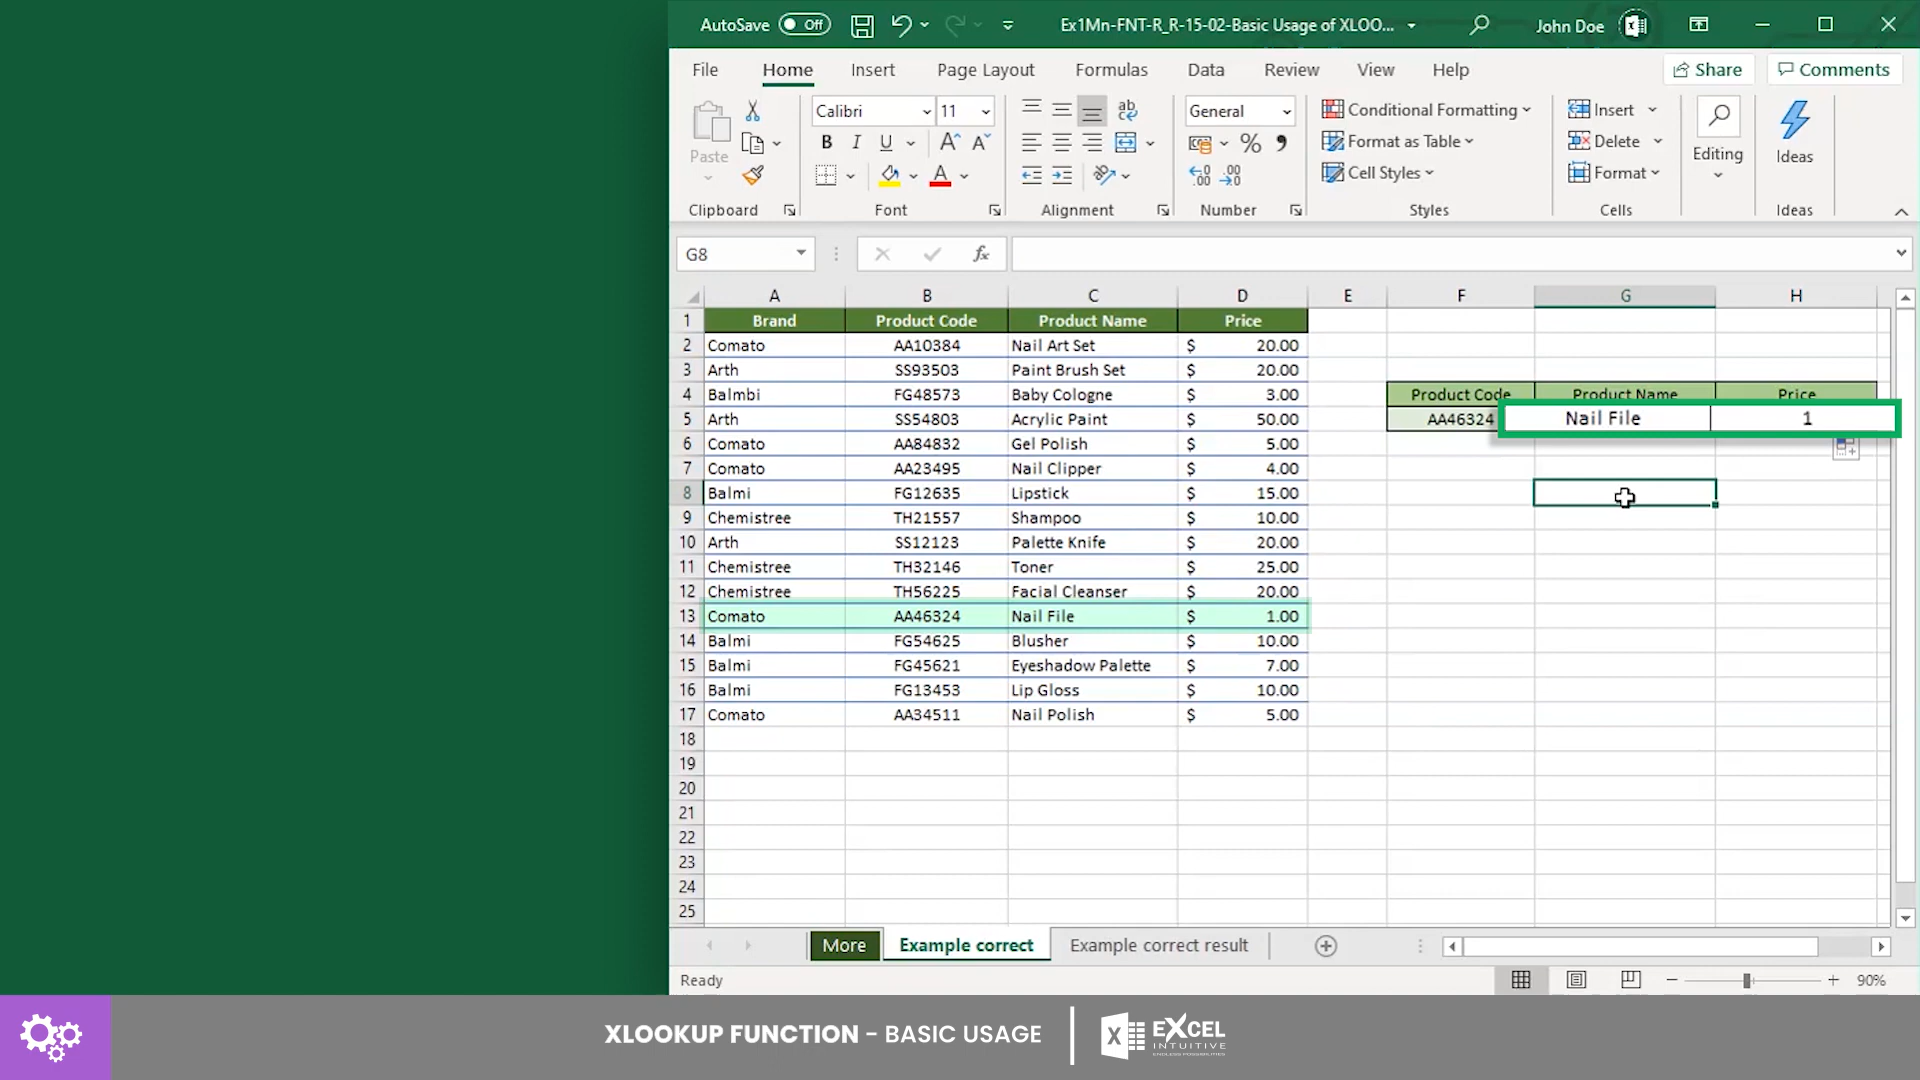 AutoSave Off Ex1Mn-FNT-R_R-15-02-Basic Usage of XLOO... John Doe
File Home Insert Page Layout Formulas Data Review View Help Share Comments
Calibri 11 General Conditional Formatting Insert
Paste B I U % Format as Table Delete Editing Ideas
Cell Styles Format
Clipboard Font Alignment Number Styles Cells Ideas
G8 fx
A B C D E F G H
1 Brand Product Code Product Name Price
2 Comato AA10384 Nail Art Set $ 20.00
3 Arth SS93503 Paint Brush Set $ 20.00
4 Balmbi FG48573 Baby Cologne $ 3.00 Product Code Product Name Price
5 Arth SS54803 Acrylic Paint $ 50.00 AA46324 Nail File 1
6 Comato AA84832 Gel Polish $ 5.00
7 Comato AA23495 Nail Clipper $ 4.00
8 Balmi FG12635 Lipstick $ 15.00
9 Chemistree TH21557 Shampoo $ 10.00
10 Arth SS12123 Palette Knife $ 20.00
11 Chemistree TH32146 Toner $ 25.00
12 Chemistree TH56225 Facial Cleanser $ 20.00
13 Comato AA46324 Nail File $ 1.00
14 Balmi FG54625 Blusher $ 10.00
15 Balmi FG45621 Eyeshadow Palette $ 7.00
16 Balmi FG13453 Lip Gloss $ 10.00
17 Comato AA34511 Nail Polish $ 5.00
18
19
20
21
22
23
24
25
More Example correct Example correct result
Ready 90%
XLOOKUP FUNCTION - BASIC USAGE X EXCEL
INTUITIVE
ENDLESS POSSIBILITIES